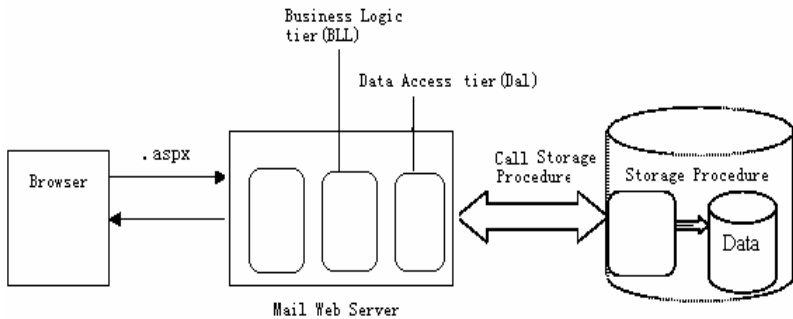 Business Logic
tier(BLL)
Data Access tier(Dal)
.aspx
Browser
Call Storage
Procedure
Storage Procedure
Data
Mail Web Server